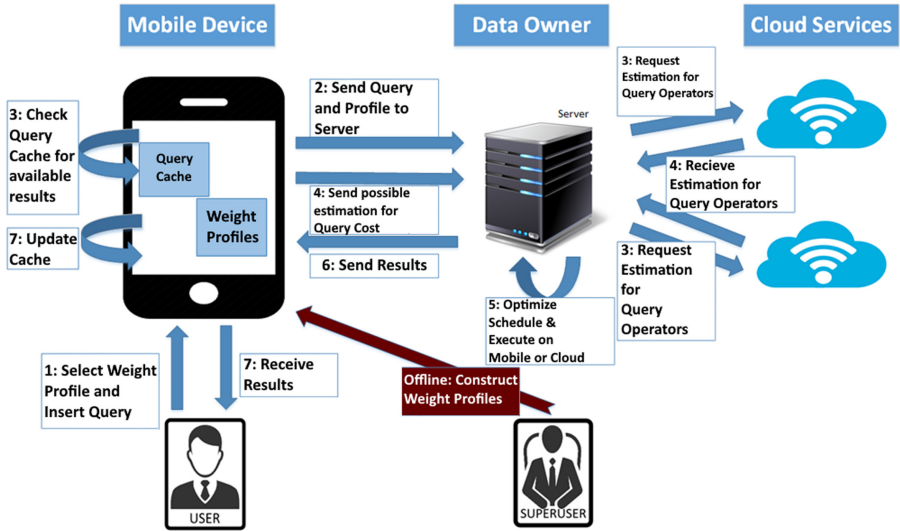 Mobile Device
Data Owner
Cloud Services
3: Check
Query
Cache for
available
results
Query
Cache
Weight
Profiles
7: Update
Cache
2: Send Query
and Profile to
Server
4: Send possible
estimation for
Query Cost
6: Send Results
Server
3: Request
Estimation for
Query Operators
4: Recieve
Estimation for
Query Operators
3: Request
Estimation
for
Query
Operators
5: Optimize
Schedule &
Execute on
Mobile or Cloud
1: Select Weight
Profile and
Insert Query
7: Receive
Results
Offline: Construct
Weight Profiles
USER
SUPERUSER